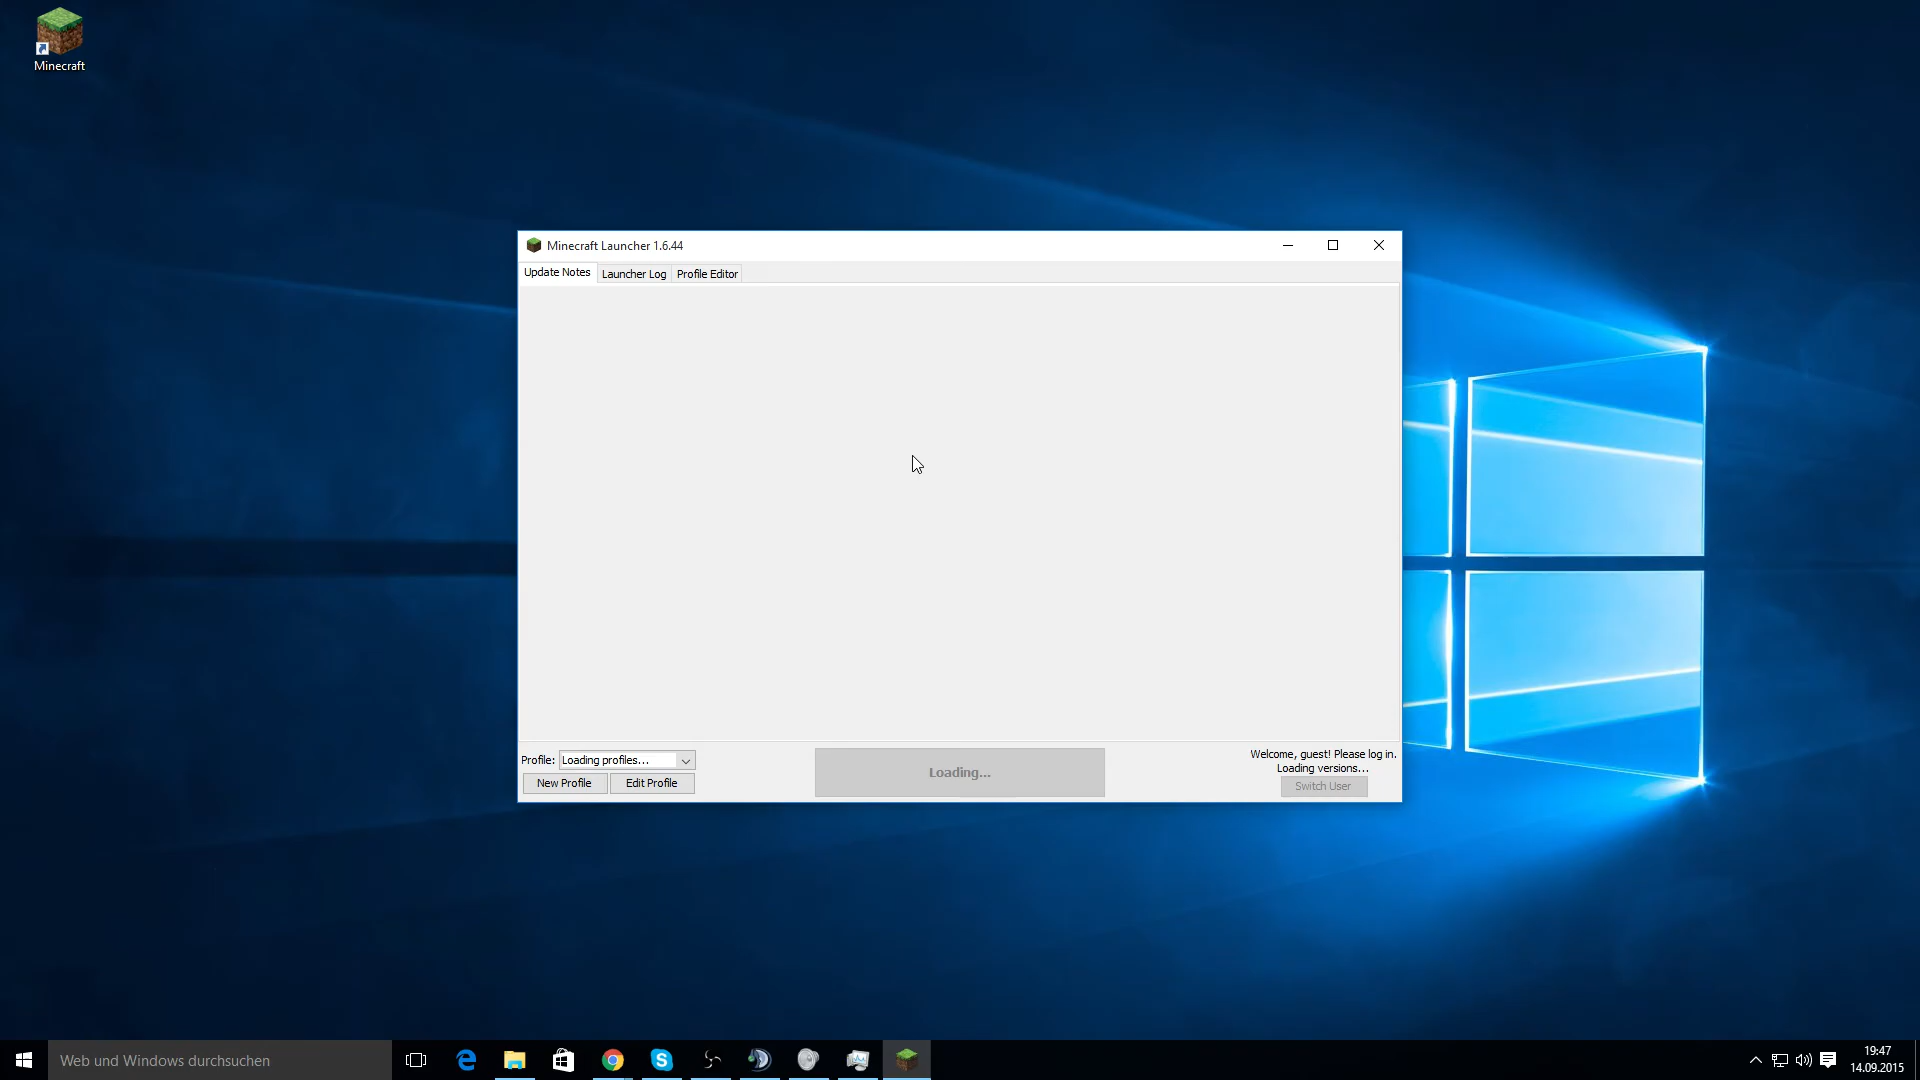 Minecraft
Minecraft Launcher 1.6.44
Update Notes Launcher Log Profile Editor
Profile: Loading profiles...
New Profile Edit Profile
Loading...
Welcome, guest! Please log in.
Loading versions...
Switch User
Web und Windows durchsuchen
19:47
14.09.2015